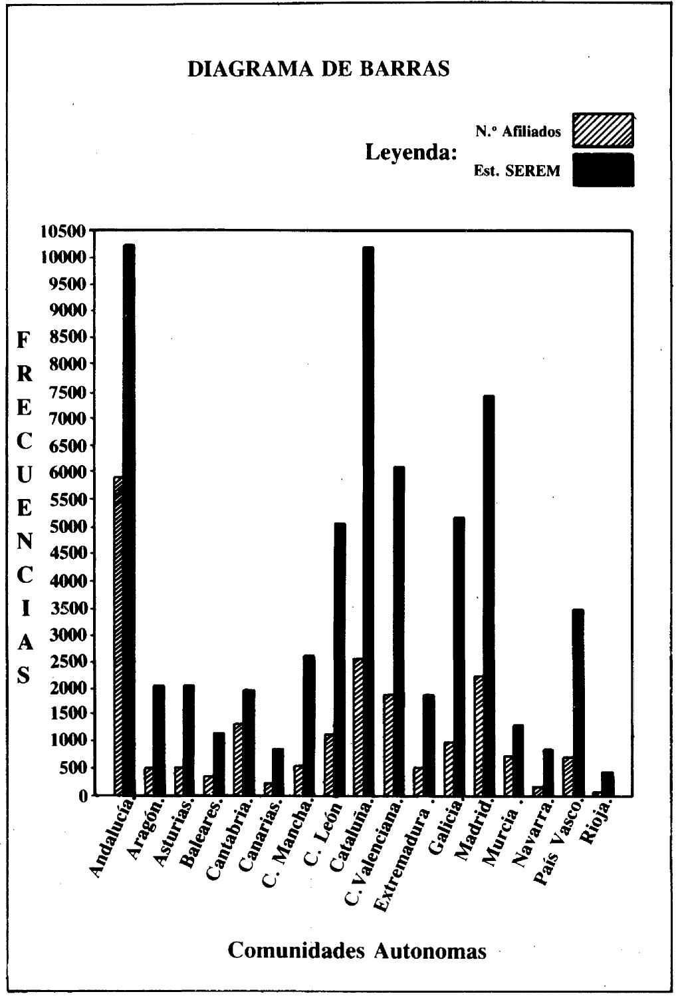 DIAGRAMA DE BARRAS
Leyenda:
N.º Afiliados
Est. SEREM
FRECUENCIAS
10500
10000
9500
9000
8500
8000
7500
7000
6500
6000
5500
5000
4500
4000
3500
3000
2500
2000
1500
1000
500
0
Andalucía.
Aragón.
Asturias.
Baleares.
Cantabria.
Canarias.
C. Mancha.
C. León
Cataluña.
C.Valenciana.
Extremadura .
Galicia.
Madrid.
Murcia .
Navarra.
País Vasco.
Rioja.
Comunidades Autonomas